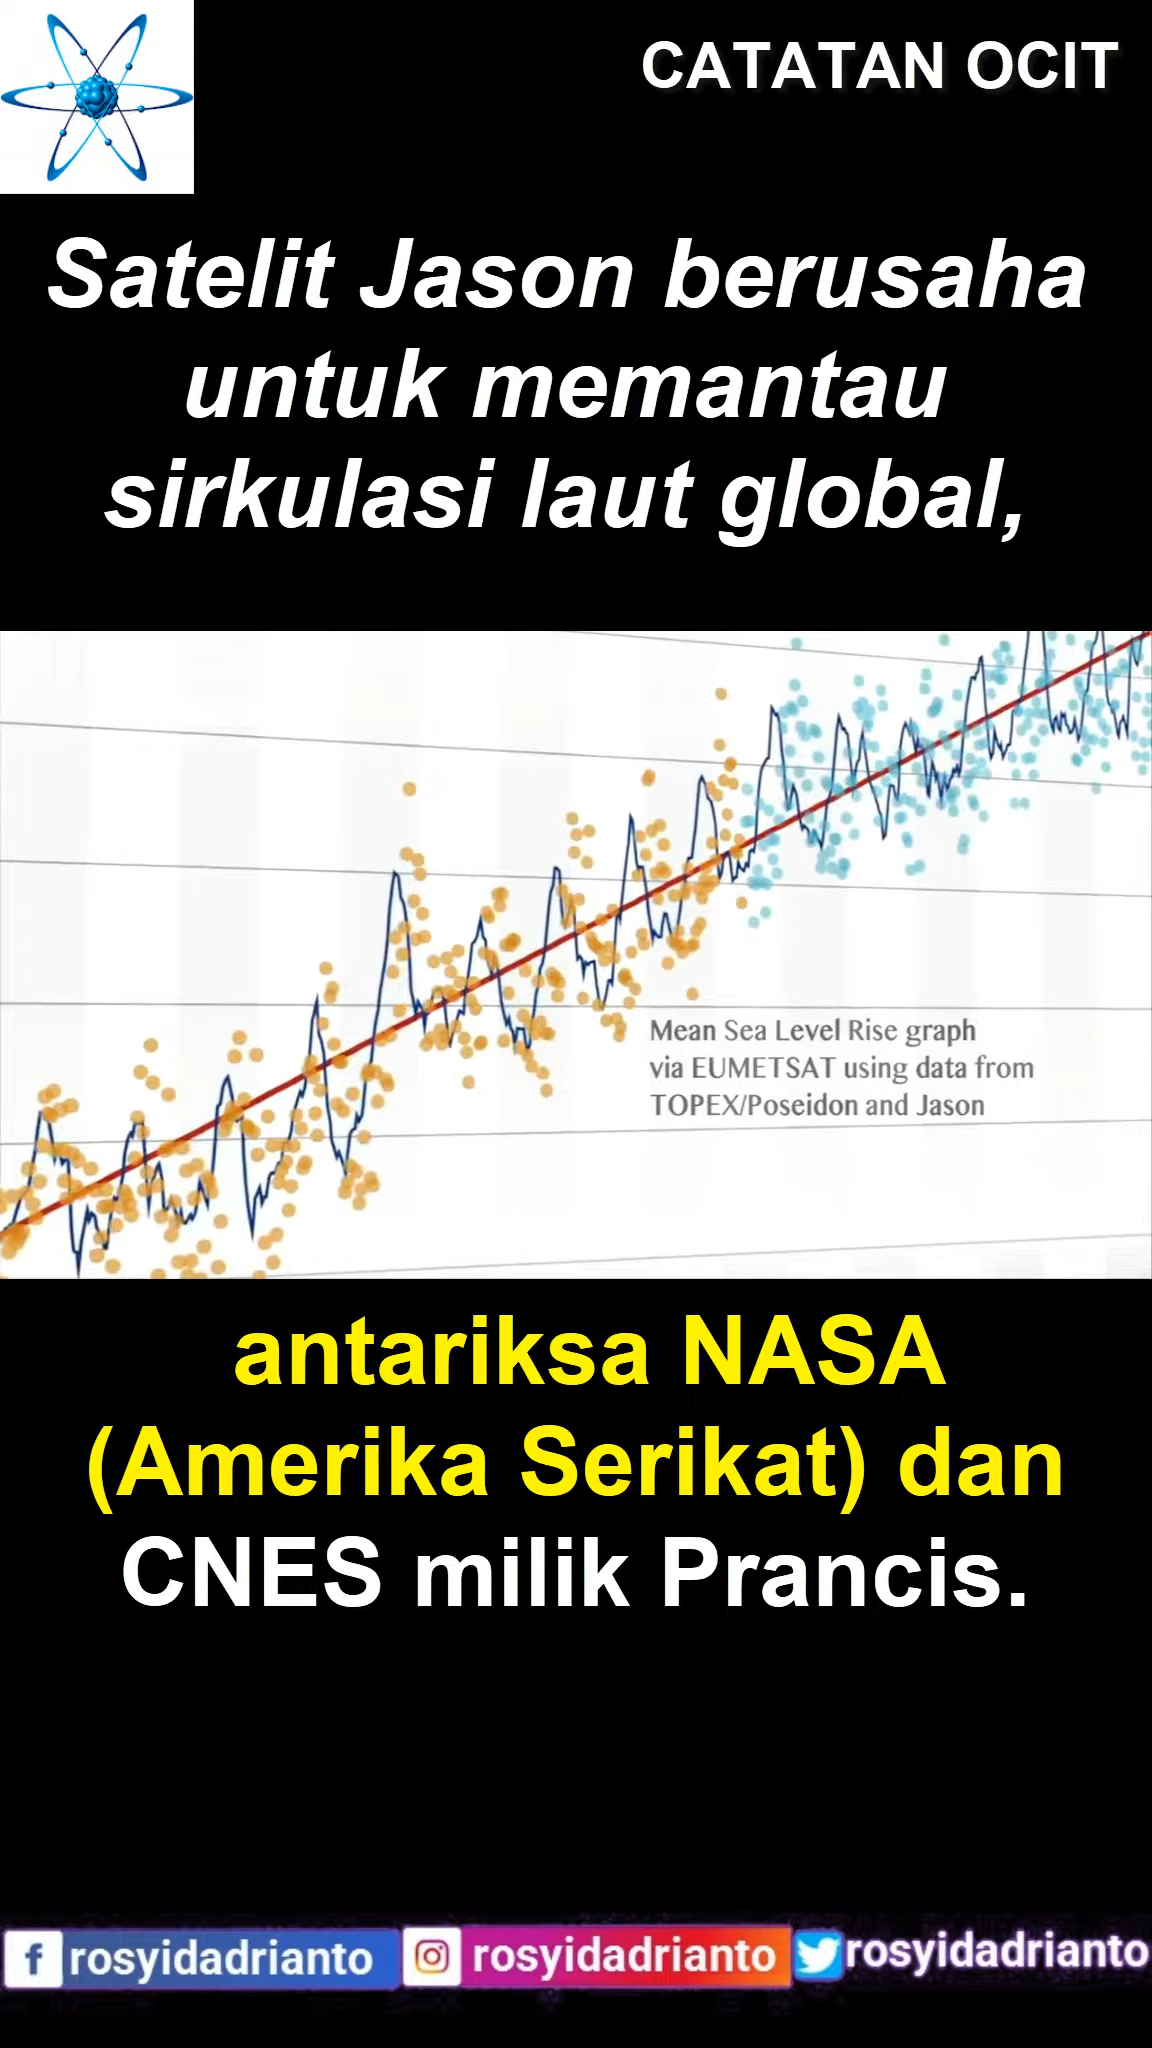 CATATAN OCIT
Satelit Jason berusaha
untuk memantau
sirkulasi laut global,
Mean Sea Level Rise graph
via EUMETSAT using data from
TOPEX/Poseidon and Jason
antariksa NASA
(Amerika Serikat) dan
CNES milik Prancis.
f rosyidadrianto rosyidadrianto rosyidadrianto